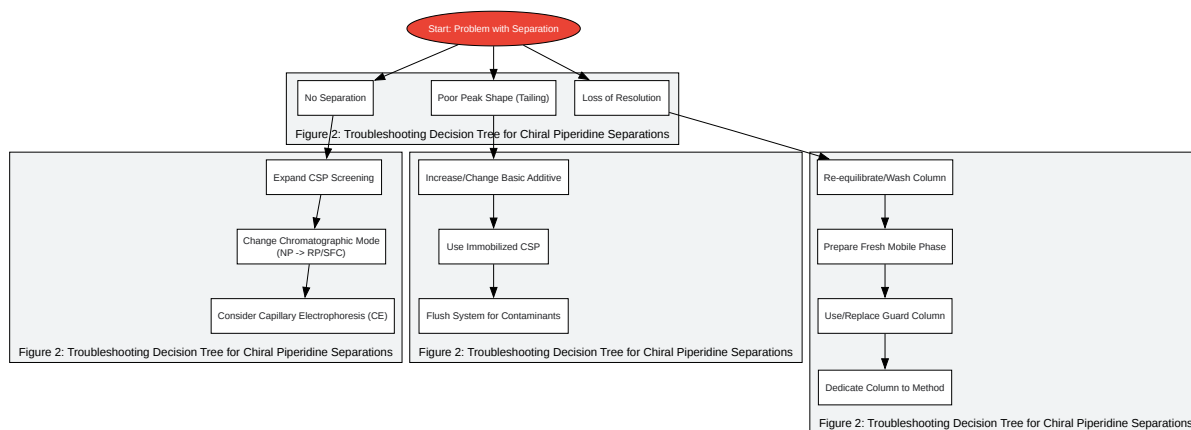 Start: Problem with Separation
No Separation
Poor Peak Shape (Tailing)
Loss of Resolution
Figure 2: Troubleshooting Decision Tree for Chiral Piperidine Separations
Expand CSP Screening
Change Chromatographic Mode
(NP -> RP/SFC)
Consider Capillary Electrophoresis (CE)
Figure 2: Troubleshooting Decision Tree for Chiral Piperidine Separations
Increase/Change Basic Additive
Use Immobilized CSP
Flush System for Contaminants
Figure 2: Troubleshooting Decision Tree for Chiral Piperidine Separations
Re-equilibrate/Wash Column
Prepare Fresh Mobile Phase
Use/Replace Guard Column
Dedicate Column to Method
Figure 2: Troubleshooting Decision Tree for Chiral Piperidine Separations